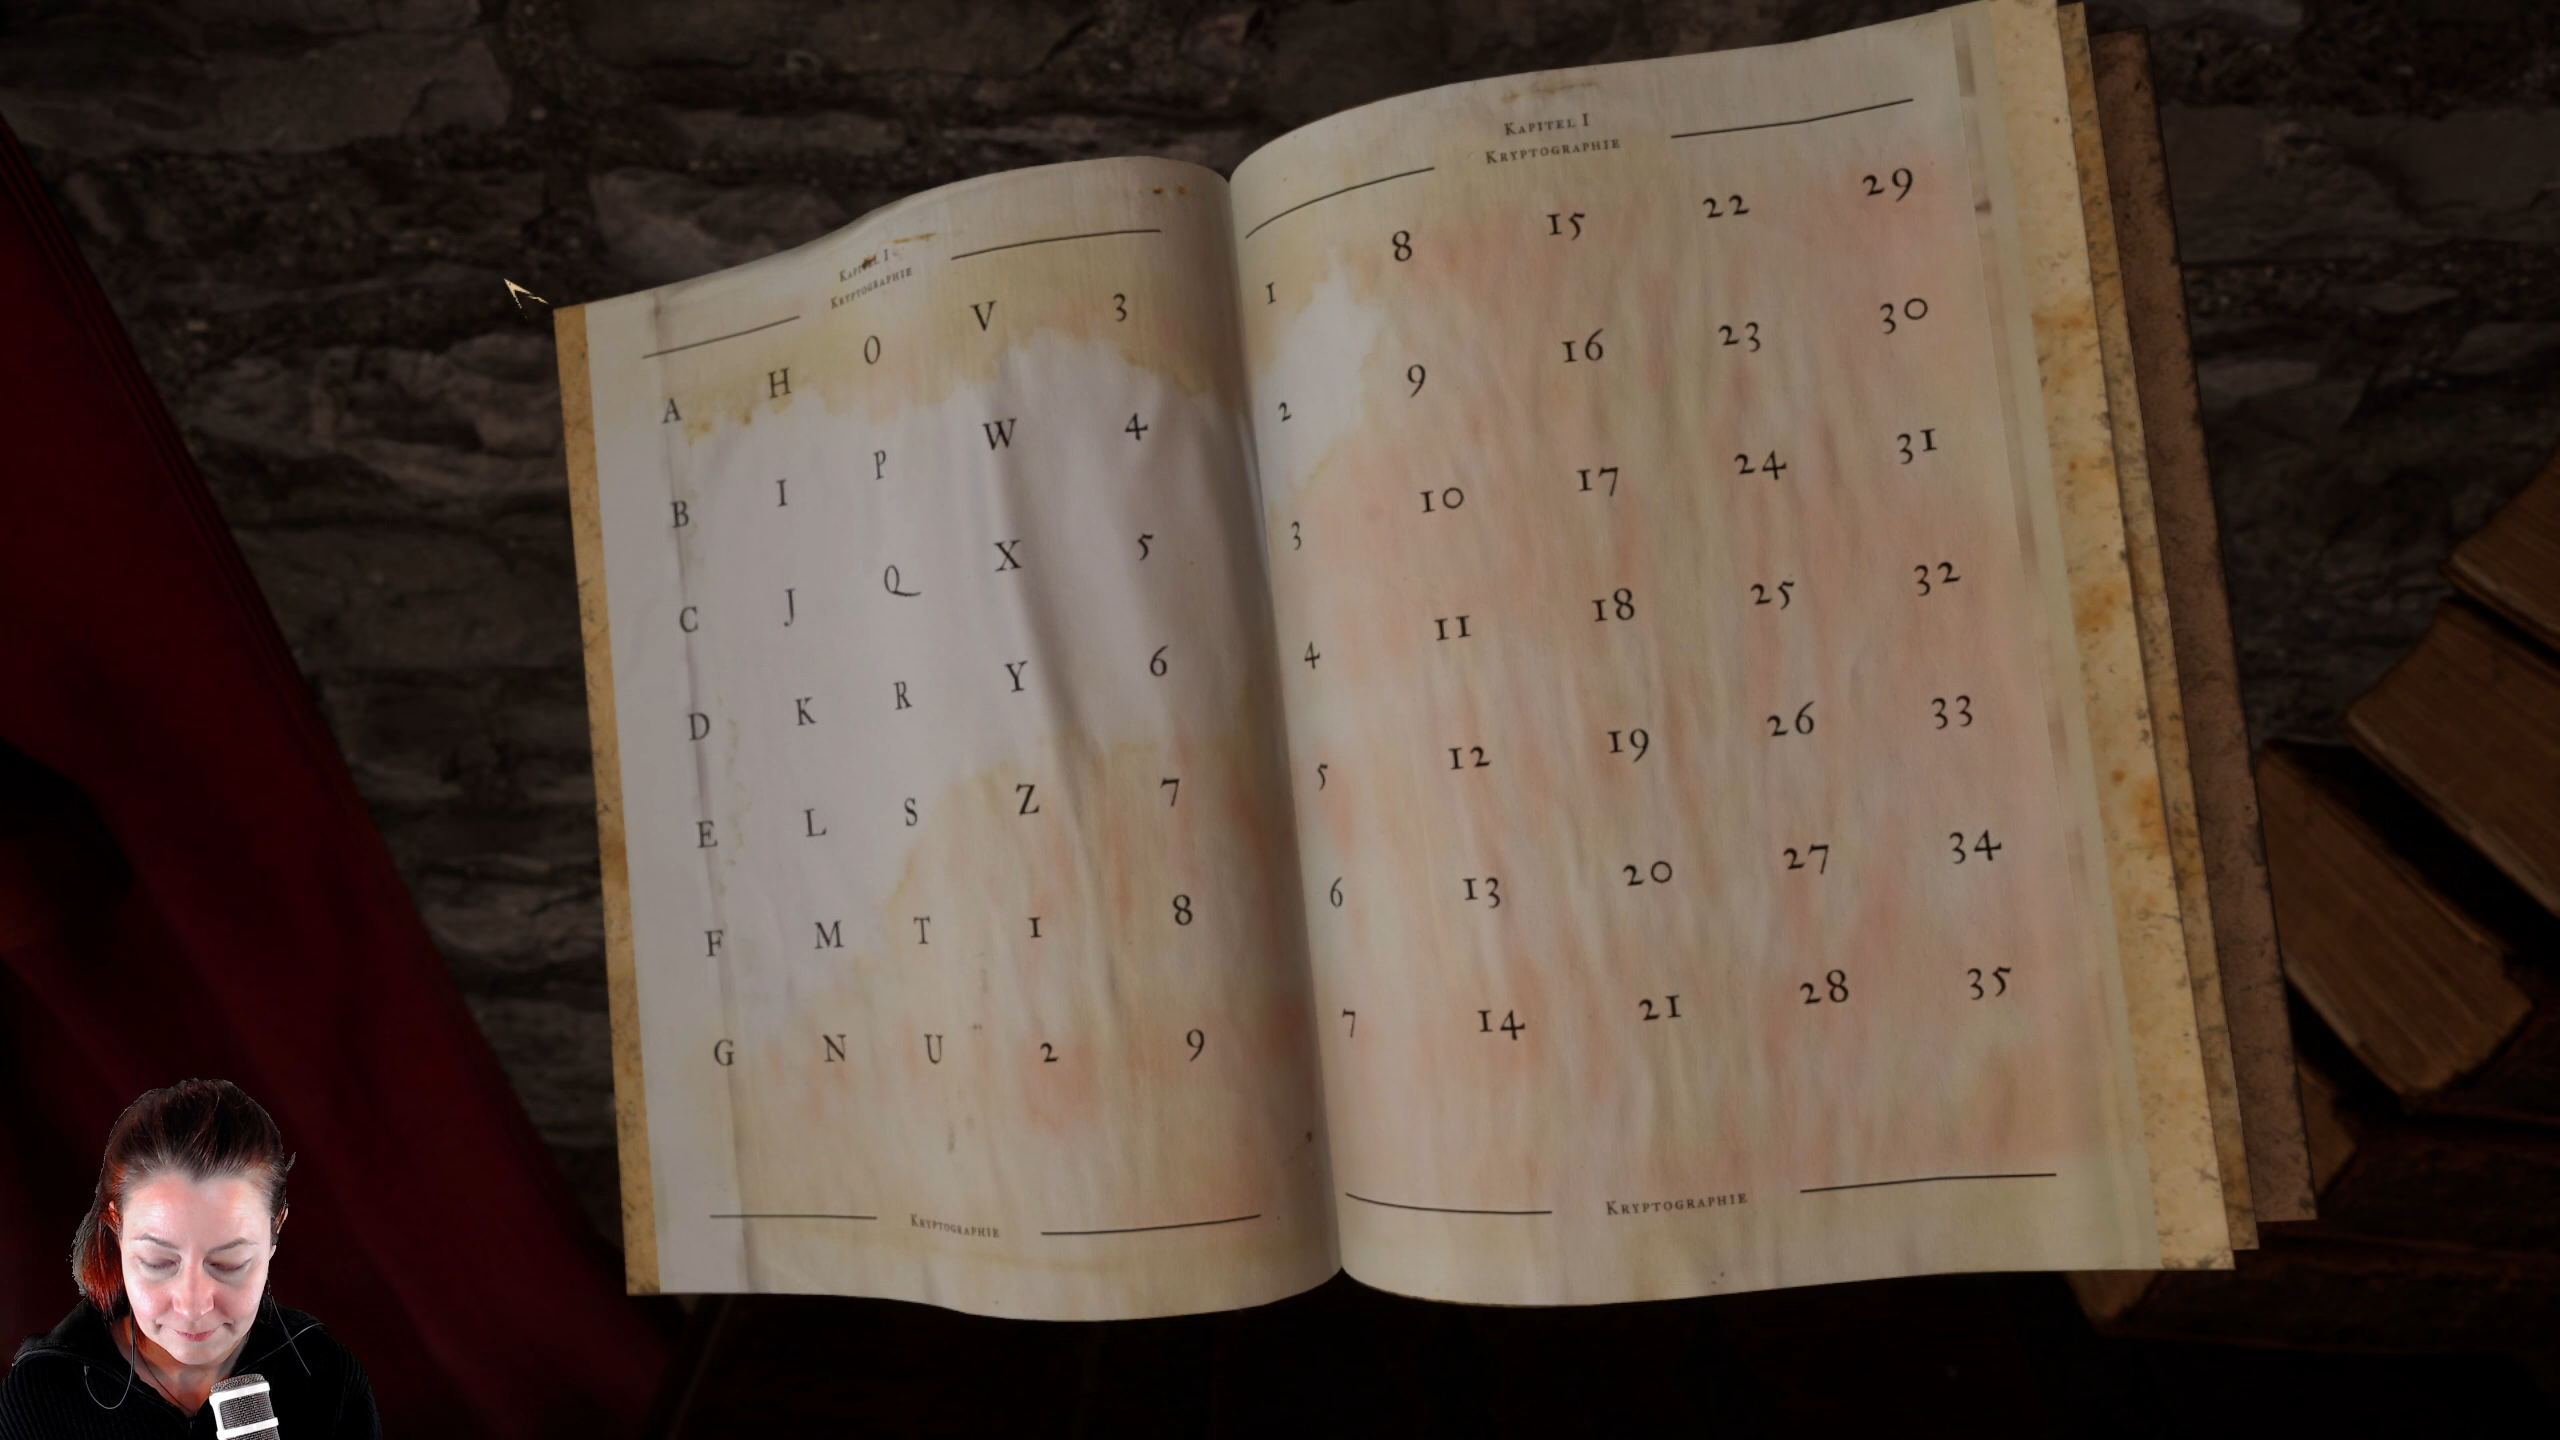 Kapitel I
Kryptographie
A H O V 3
B I P W 4
C J Q X 5
D K R Y 6
E L S Z 7
F M T 1 8
G N U 2 9
Kryptographie
Kapitel I
Kryptographie
1 8 15 22 29
2 9 16 23 30
3 10 17 24 31
4 11 18 25 32
5 12 19 26 33
6 13 20 27 34
7 14 21 28 35
Kryptographie